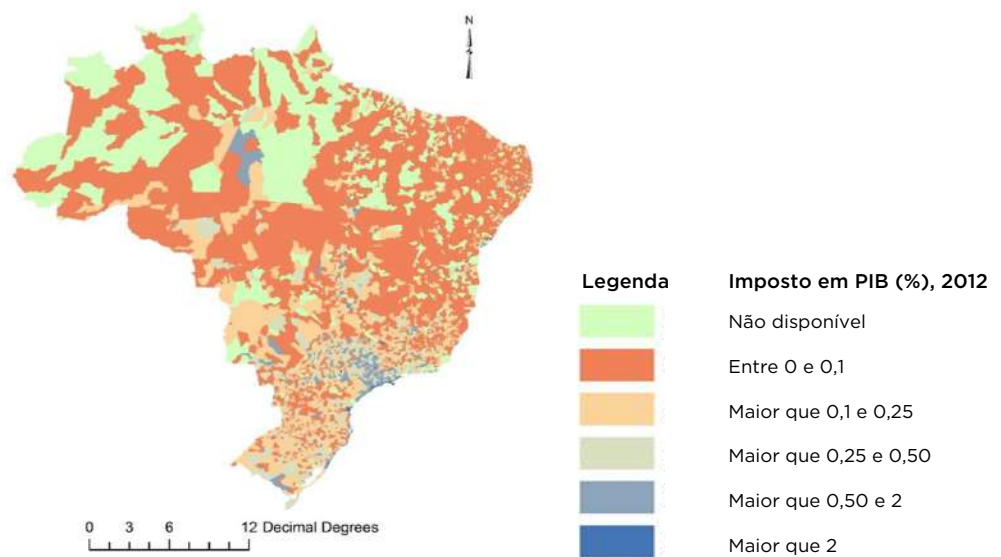 N
0 3 6 12 Decimal Degrees
Legenda Imposto em PIB (%), 2012
Não disponível
Entre 0 e 0,1
Maior que 0,1 e 0,25
Maior que 0,25 e 0,50
Maior que 0,50 e 2
Maior que 2